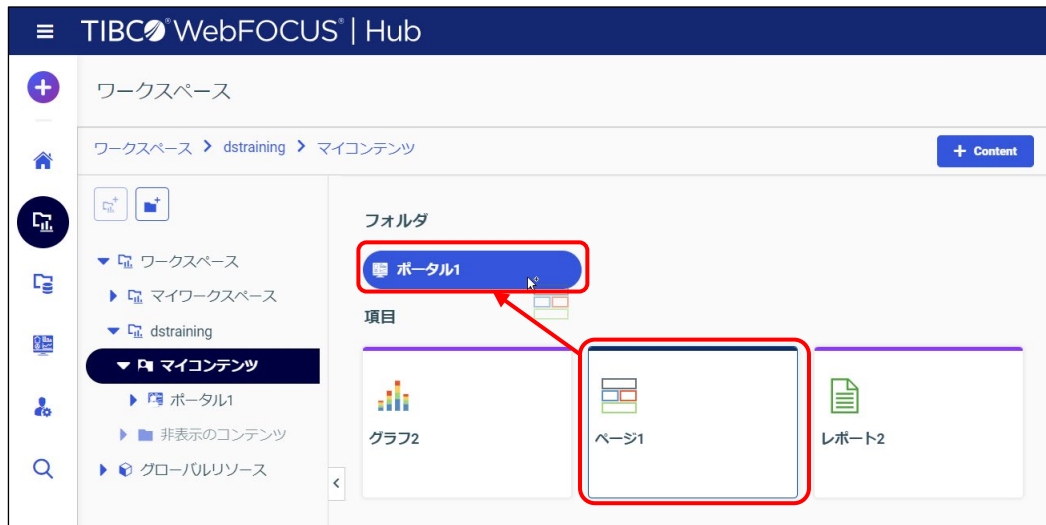 TIBCO® WebFOCUS® | Hub
ワークスペース
ワークスペース > dstraining > マイコンテンツ
+ Content
ワークスペース
マイワークスペース
dstraining
マイコンテンツ
ポータル1
非表示のコンテンツ
グローバルリソース
フォルダ
ポータル1
項目
グラフ2
ページ1
レポート2